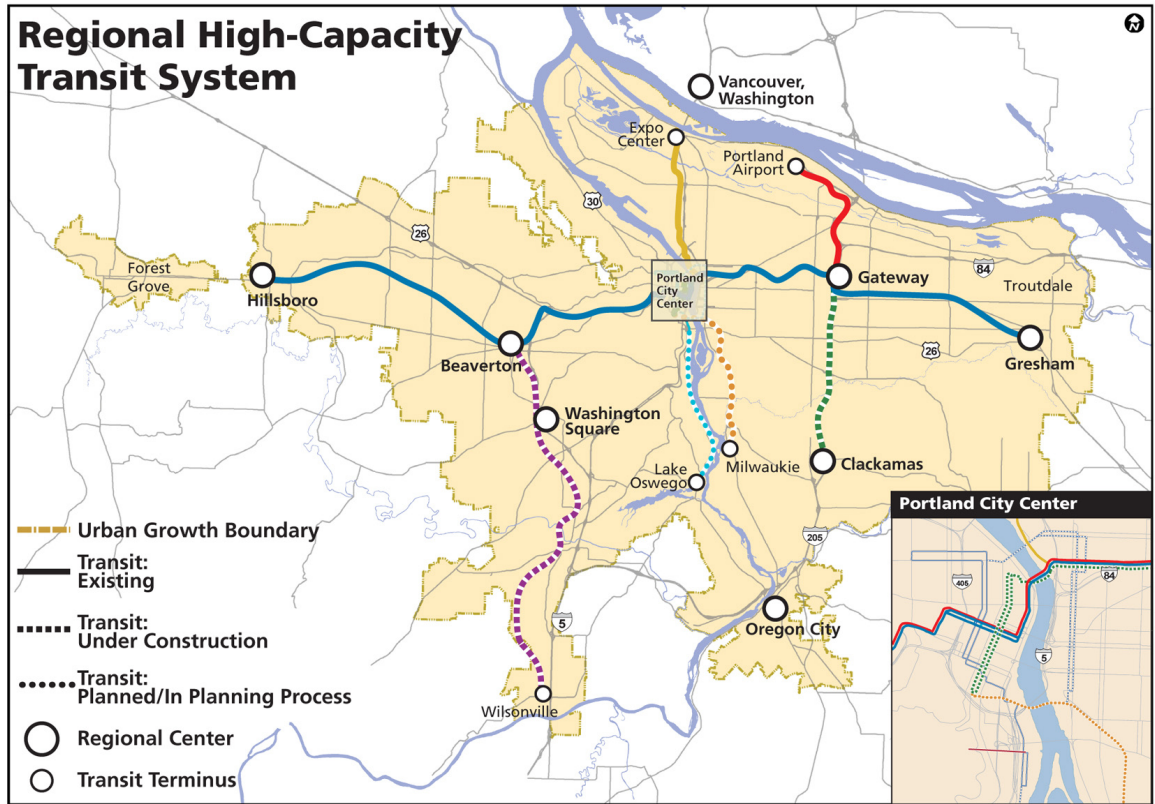 Regional High-Capacity
Transit System
N
Vancouver,
Washington
Expo
Center
Portland
Airport
30
26
Forest
Grove
Hillsboro
Portland
City
Center
Gateway
84
Troutdale
Beaverton
26
Gresham
Washington
Square
Lake
Oswego
Milwaukie
Clackamas
205
5
Oregon City
Wilsonville
Urban Growth Boundary
Transit:
Existing
Transit:
Under Construction
Transit:
Planned/In Planning Process
Regional Center
Transit Terminus
Portland City Center
405
84
5